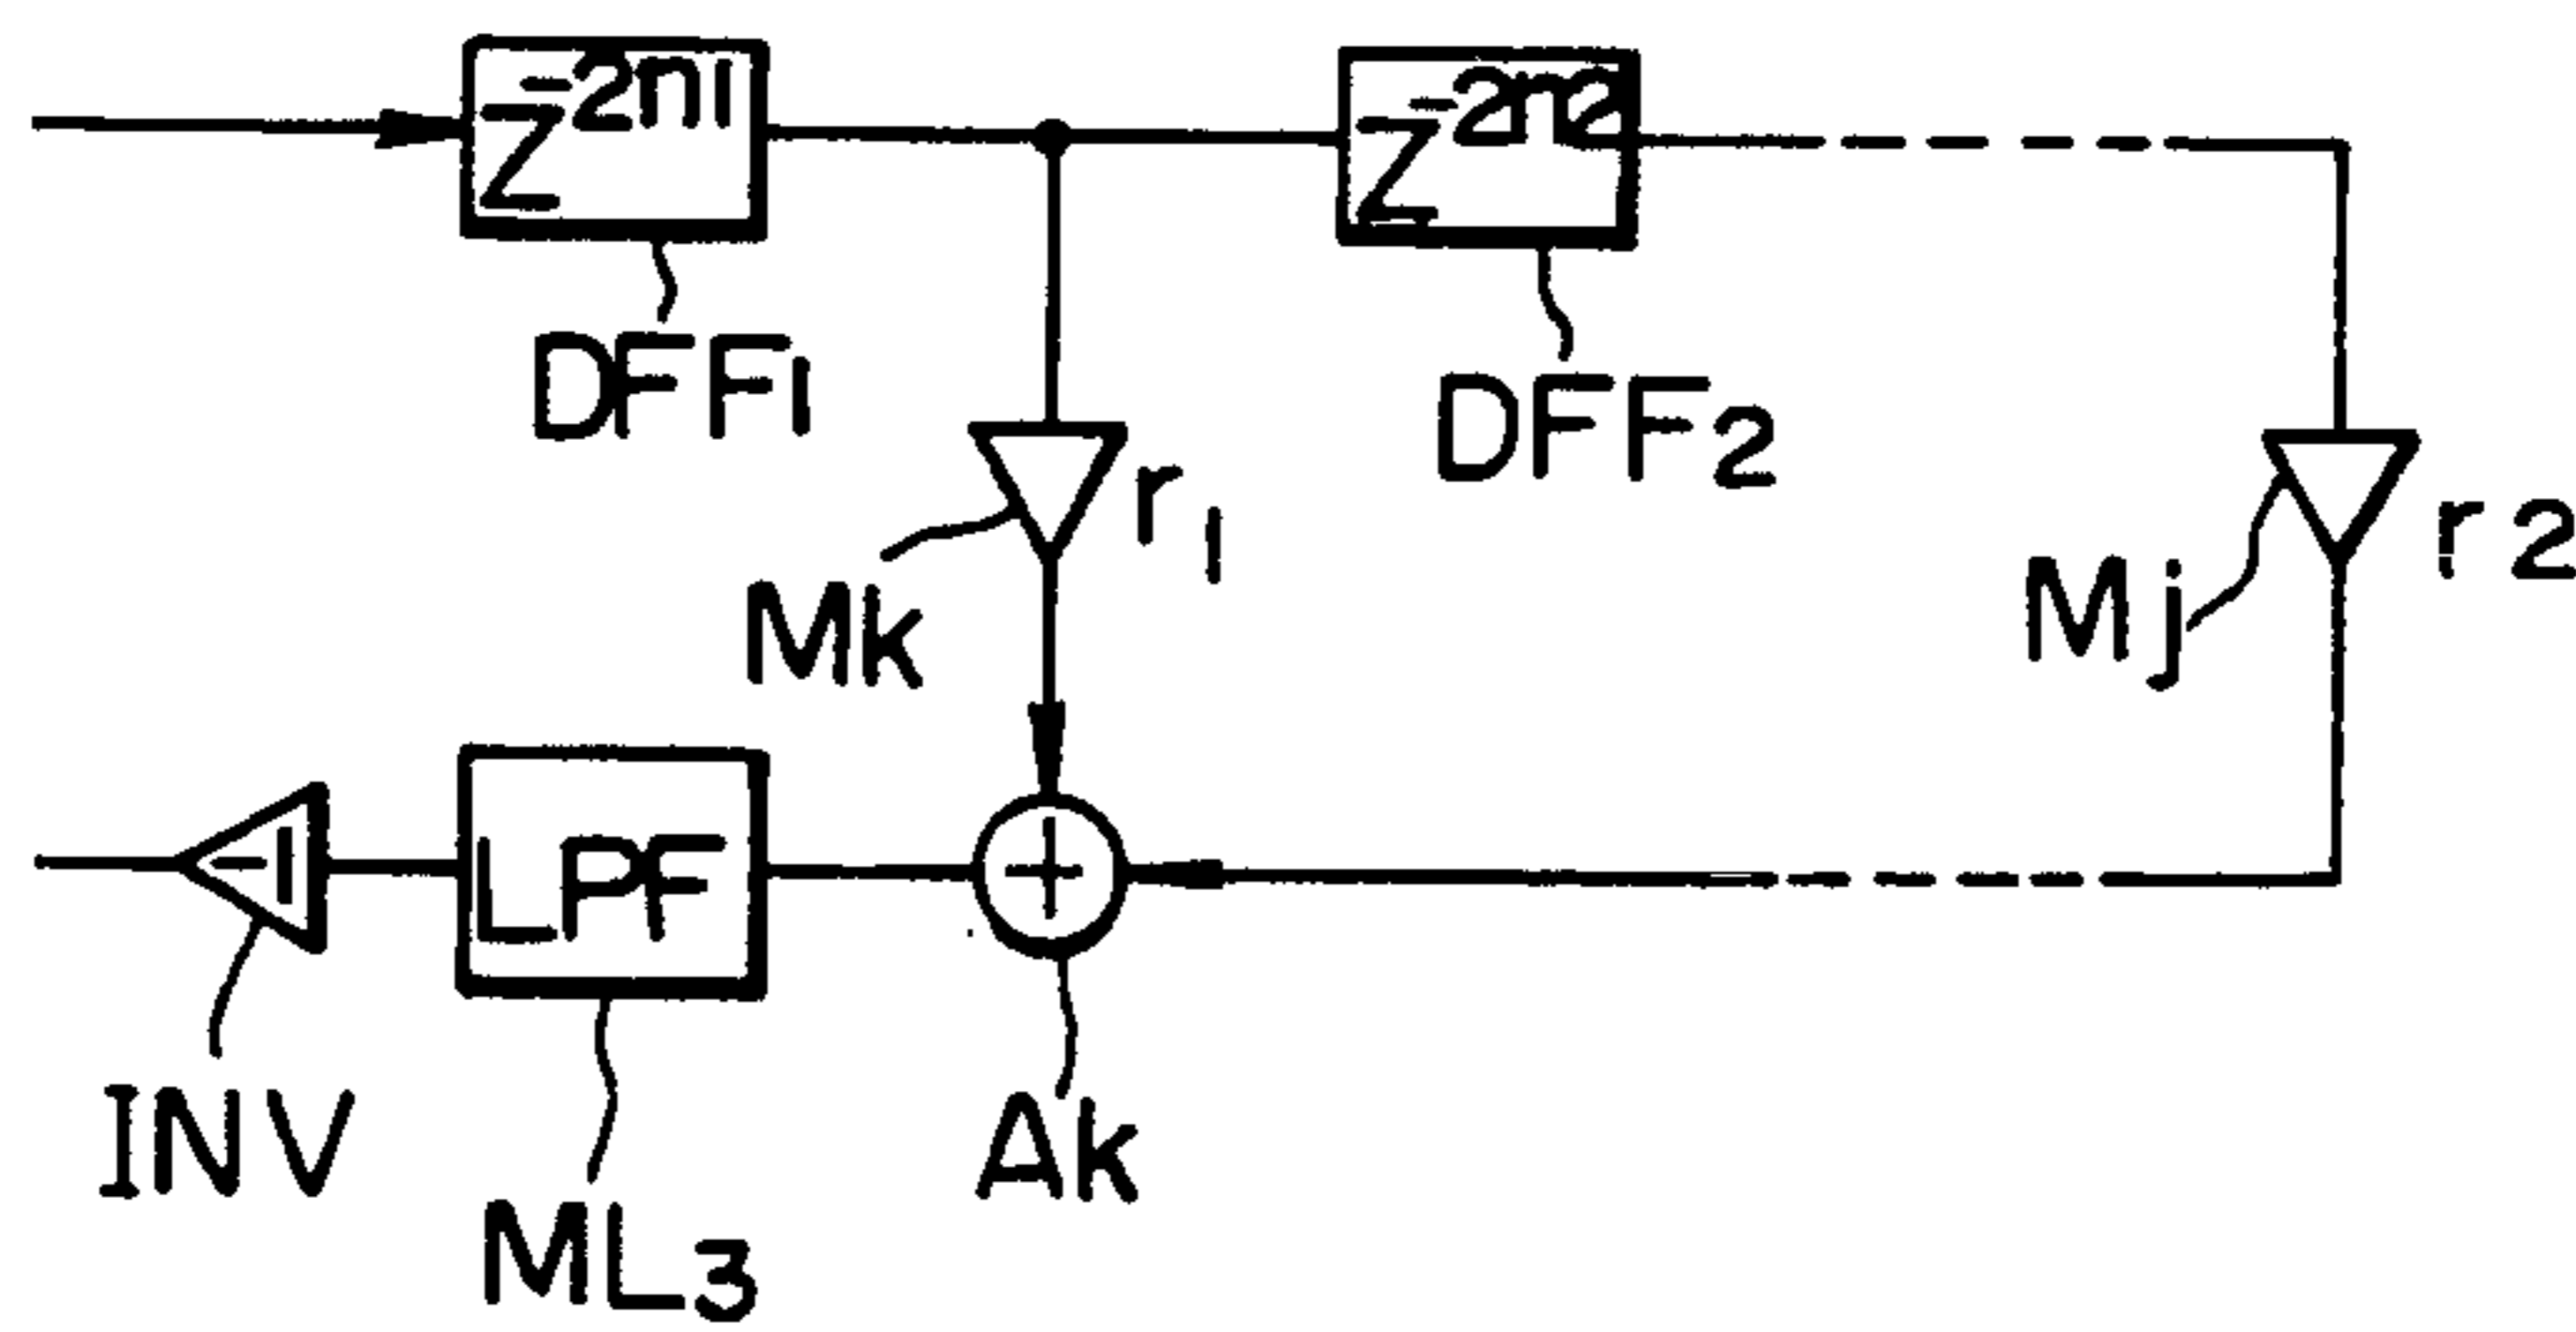 Z^-2n1
Z^-2n2
DFF1
DFF2
r1
Mk
r2
Mj
-1
LPF
+
INV
Ak
ML3